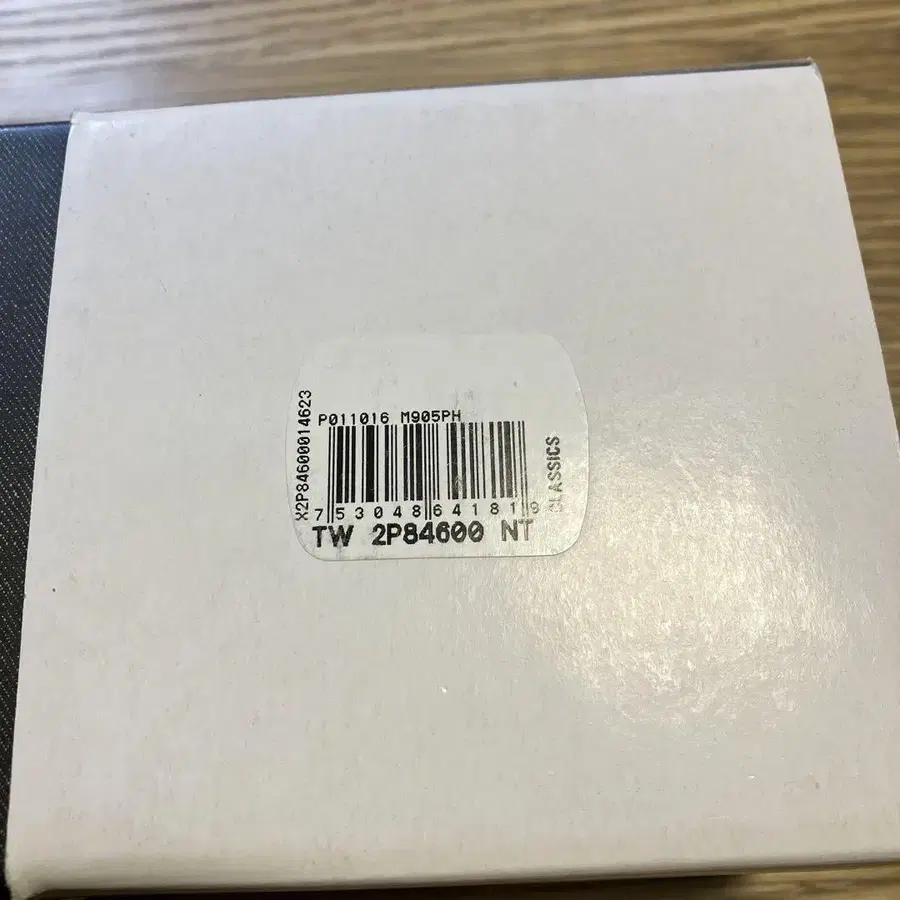 X2P84600014623
P011016 M905PH
7 53048 64181 9
CLASSICS
TW 2P84600 NT